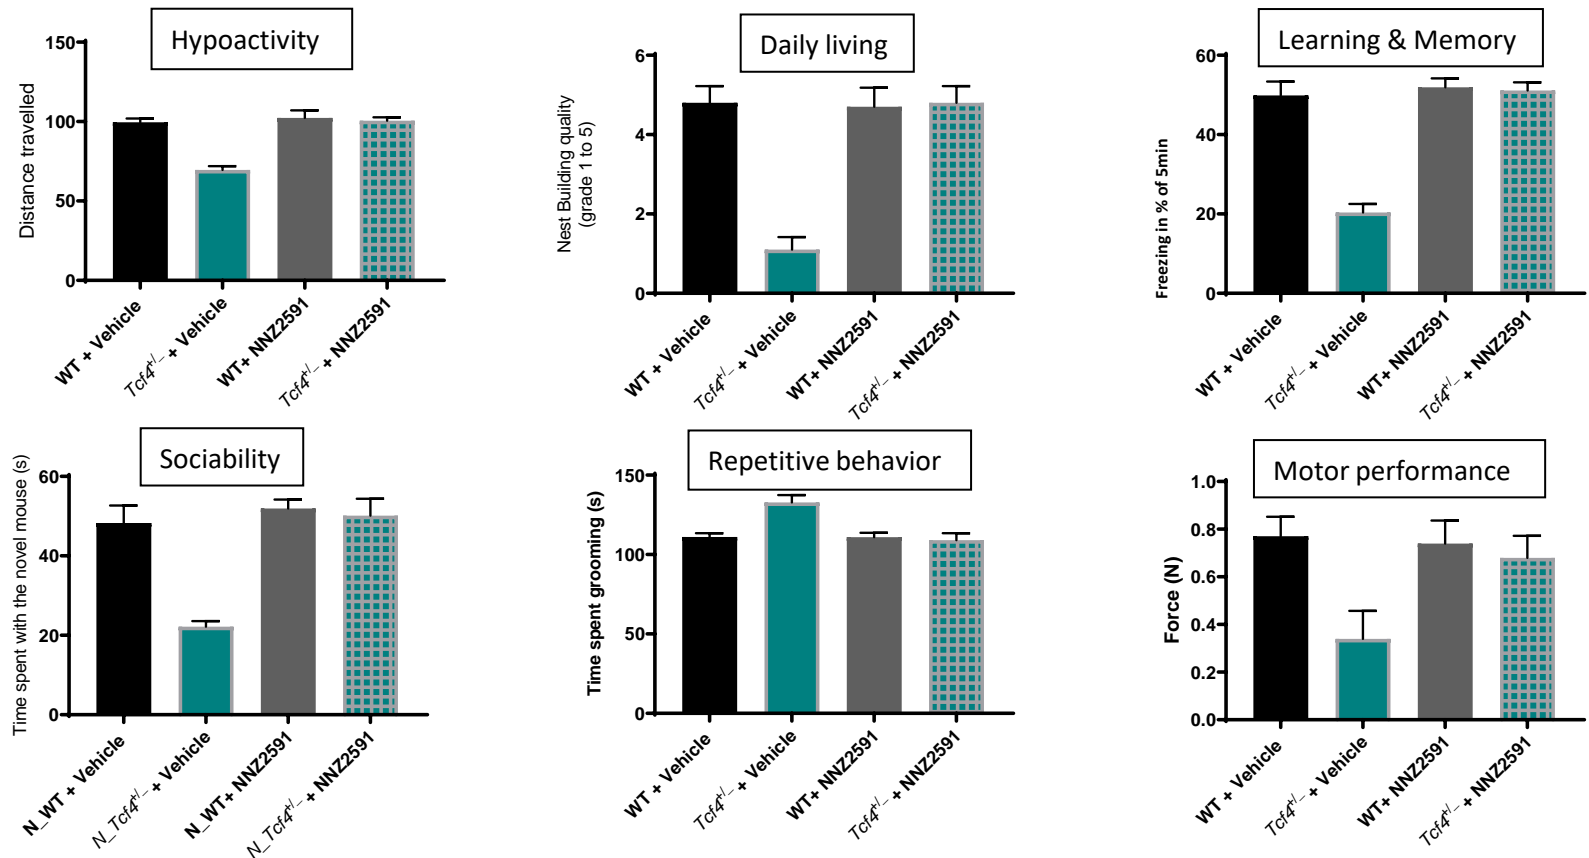 Hypoactivity
150
100
50
0
Distance travelled
WT + Vehicle
Tcf4+/− + Vehicle
WT+ NNZ2591
Tcf4+/− + NNZ2591
Daily living
6
4
2
0
Nest Building quality
(grade 1 to 5)
WT + Vehicle
Tcf4+/− + Vehicle
WT+ NNZ2591
Tcf4+/− + NNZ2591
Learning & Memory
60
40
20
0
Freezing in % of 5min
WT + Vehicle
Tcf4+/− + Vehicle
WT+ NNZ2591
Tcf4+/− + NNZ2591
Sociability
60
40
20
0
Time spent with the novel mouse (s)
N_WT + Vehicle
N_Tcf4+/− + Vehicle
N_WT+ NNZ2591
N_Tcf4+/− + NNZ2591
Repetitive behavior
150
100
50
0
Time spent grooming (s)
WT + Vehicle
Tcf4+/− + Vehicle
WT+ NNZ2591
Tcf4+/− + NNZ2591
Motor performance
1.0
0.8
0.6
0.4
0.2
0.0
Force (N)
WT + Vehicle
Tcf4+/− + Vehicle
WT+ NNZ2591
Tcf4+/− + NNZ2591